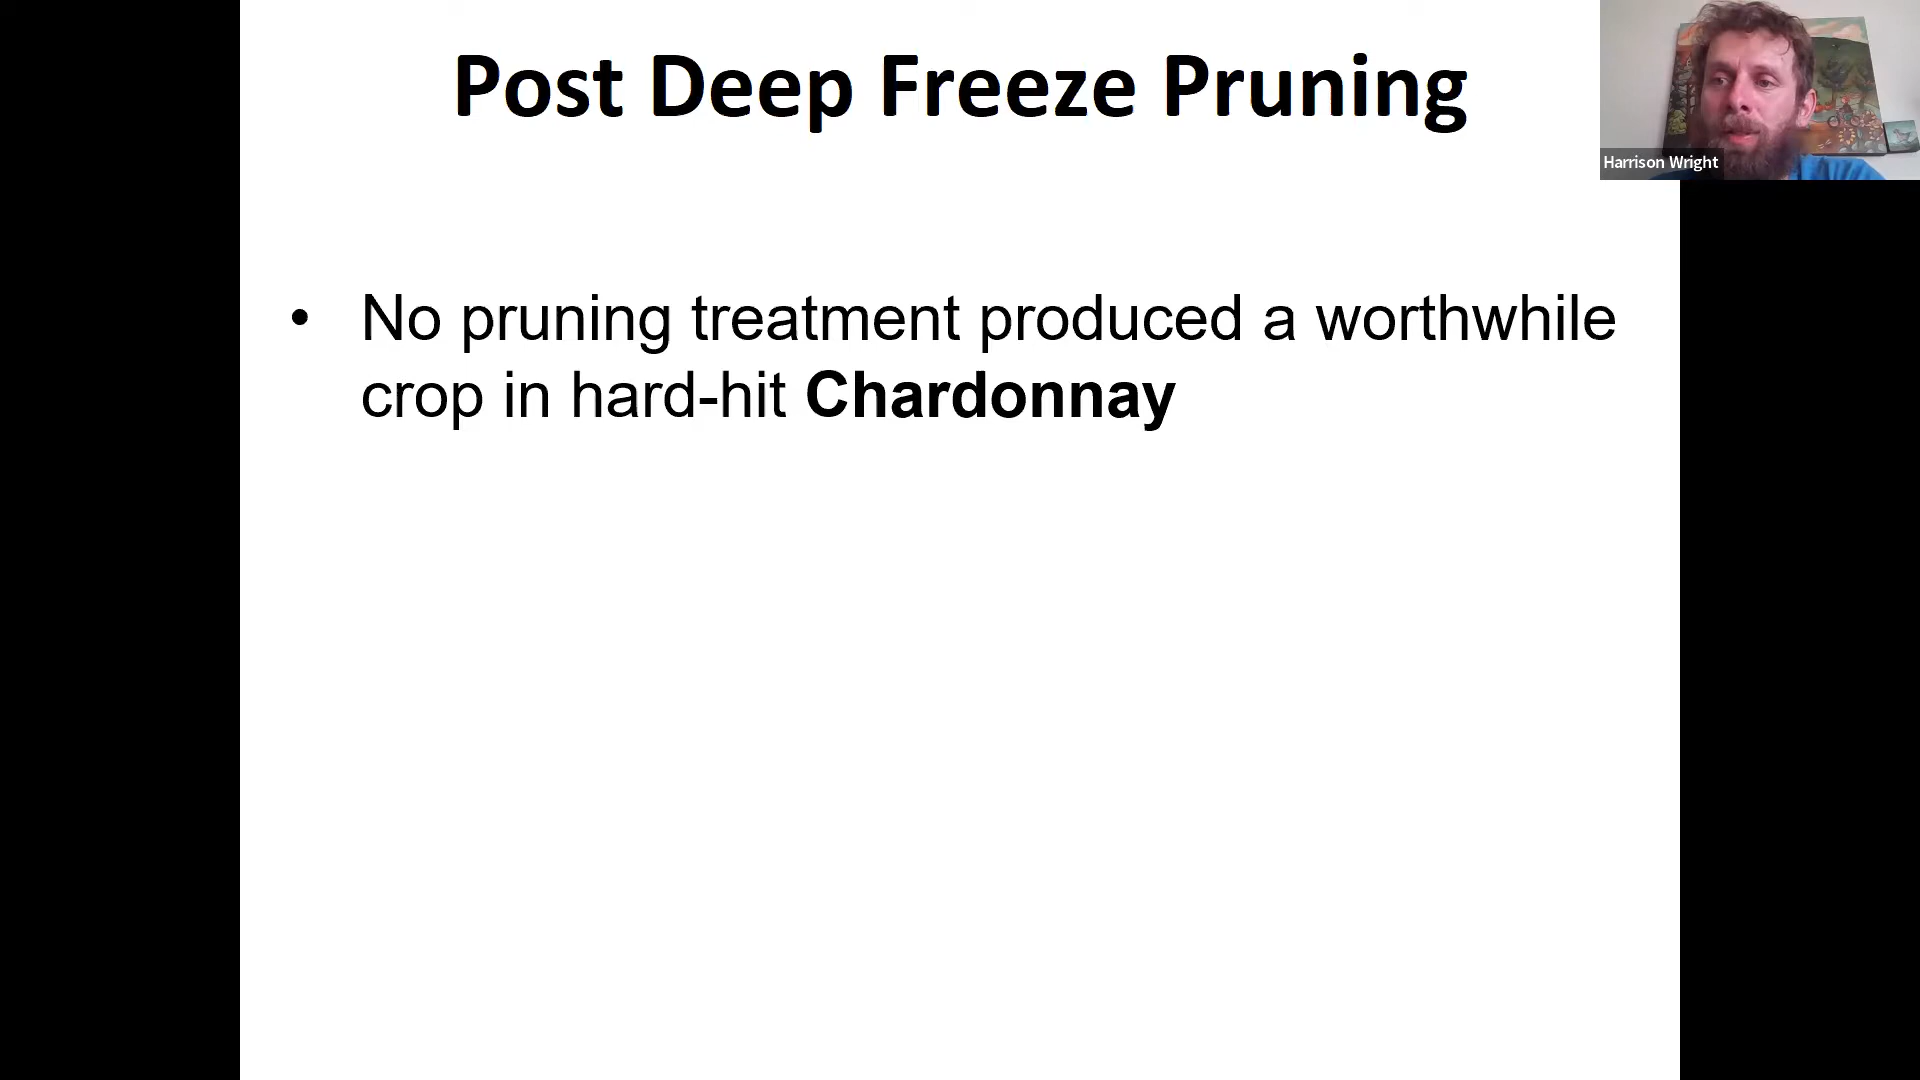 Post Deep Freeze Pruning
Harrison Wright
• No pruning treatment produced a worthwhile
crop in hard-hit Chardonnay